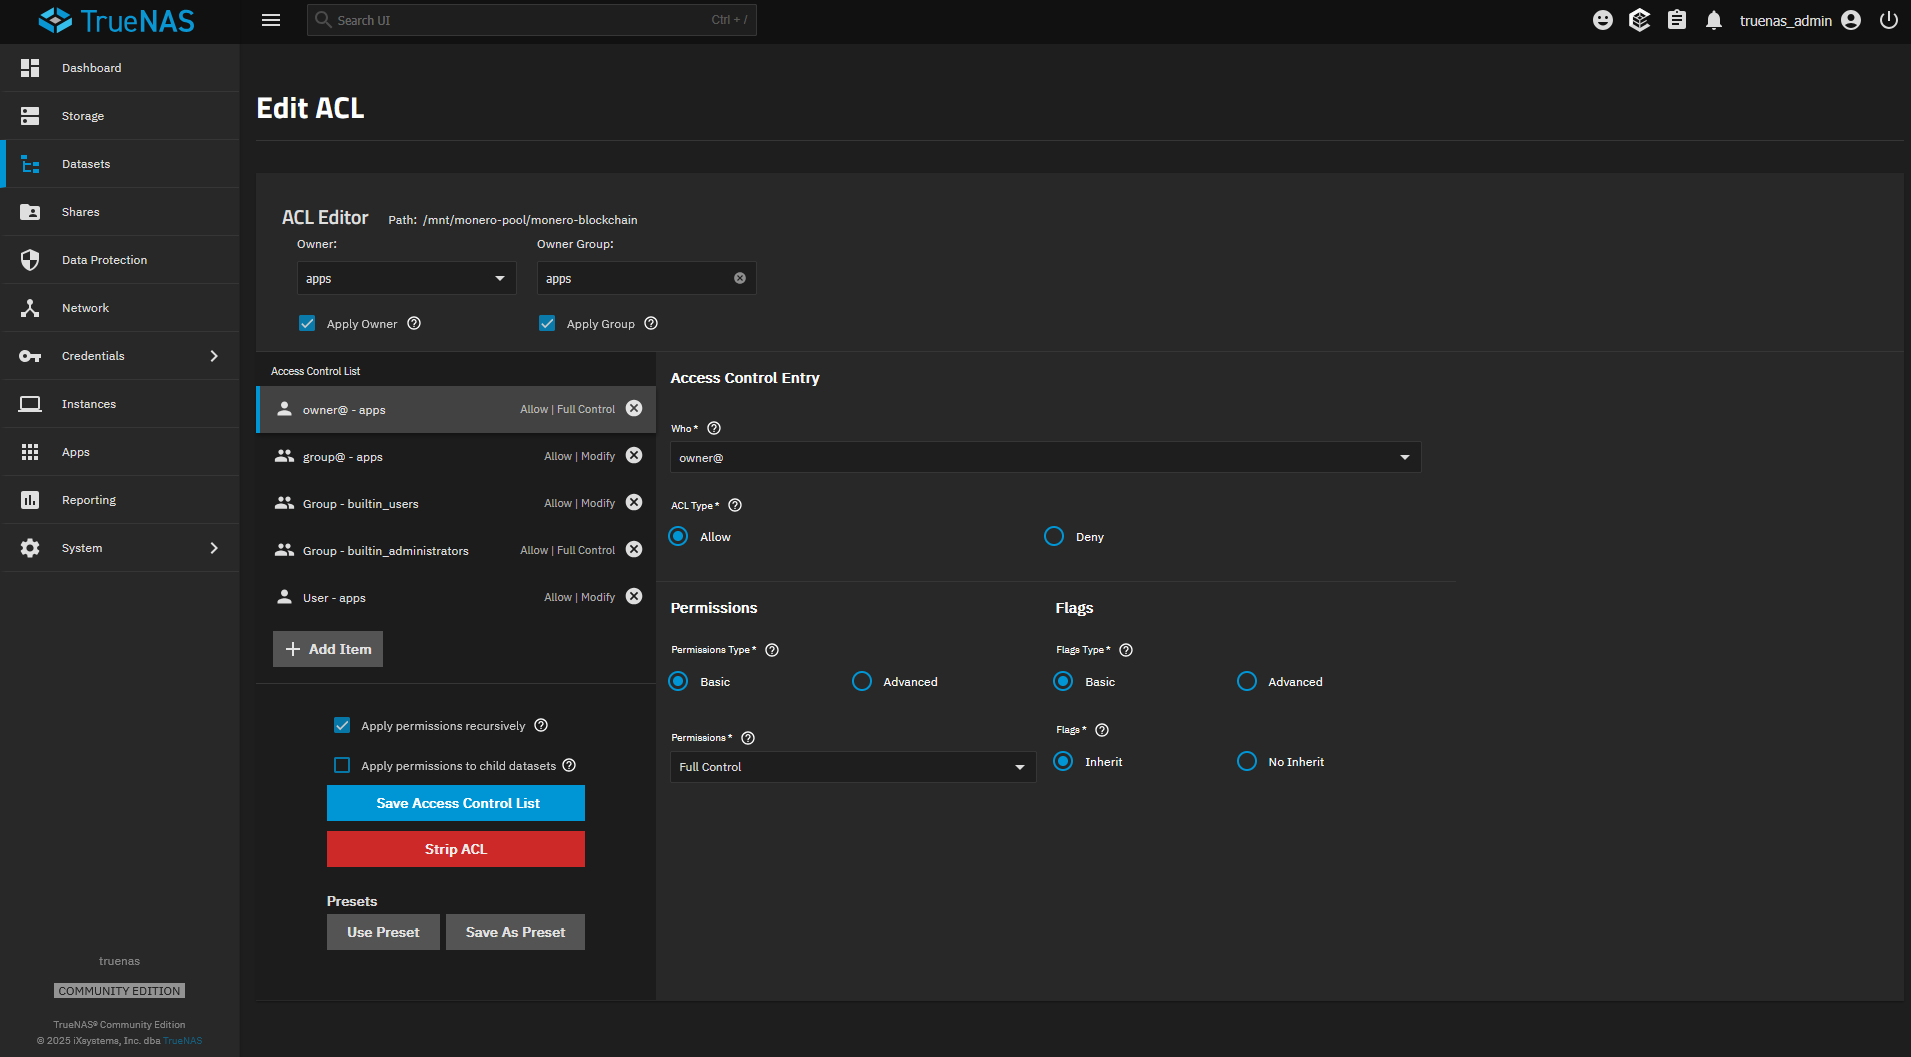 TrueNAS
Search UI
Ctrl + /
truenas_admin
Dashboard
Storage
Datasets
Shares
Data Protection
Network
Credentials
Instances
Apps
Reporting
System
truenas
COMMUNITY EDITION
TrueNAS® Community Edition
© 2025 iXsystems, Inc. dba TrueNAS
Edit ACL
ACL Editor Path: /mnt/monero-pool/monero-blockchain
Owner: Owner Group:
apps apps
Apply Owner Apply Group
Access Control List
owner@ - apps Allow | Full Control
group@ - apps Allow | Modify
Group - builtin_users Allow | Modify
Group - builtin_administrators Allow | Full Control
User - apps Allow | Modify
Add Item
Apply permissions recursively
Apply permissions to child datasets
Save Access Control List
Strip ACL
Presets
Use Preset Save As Preset
Access Control Entry
Who *
owner@
ACL Type *
Allow Deny
Permissions
Permissions Type *
Basic Advanced
Permissions *
Full Control
Flags
Flags Type *
Basic Advanced
Flags *
Inherit No Inherit